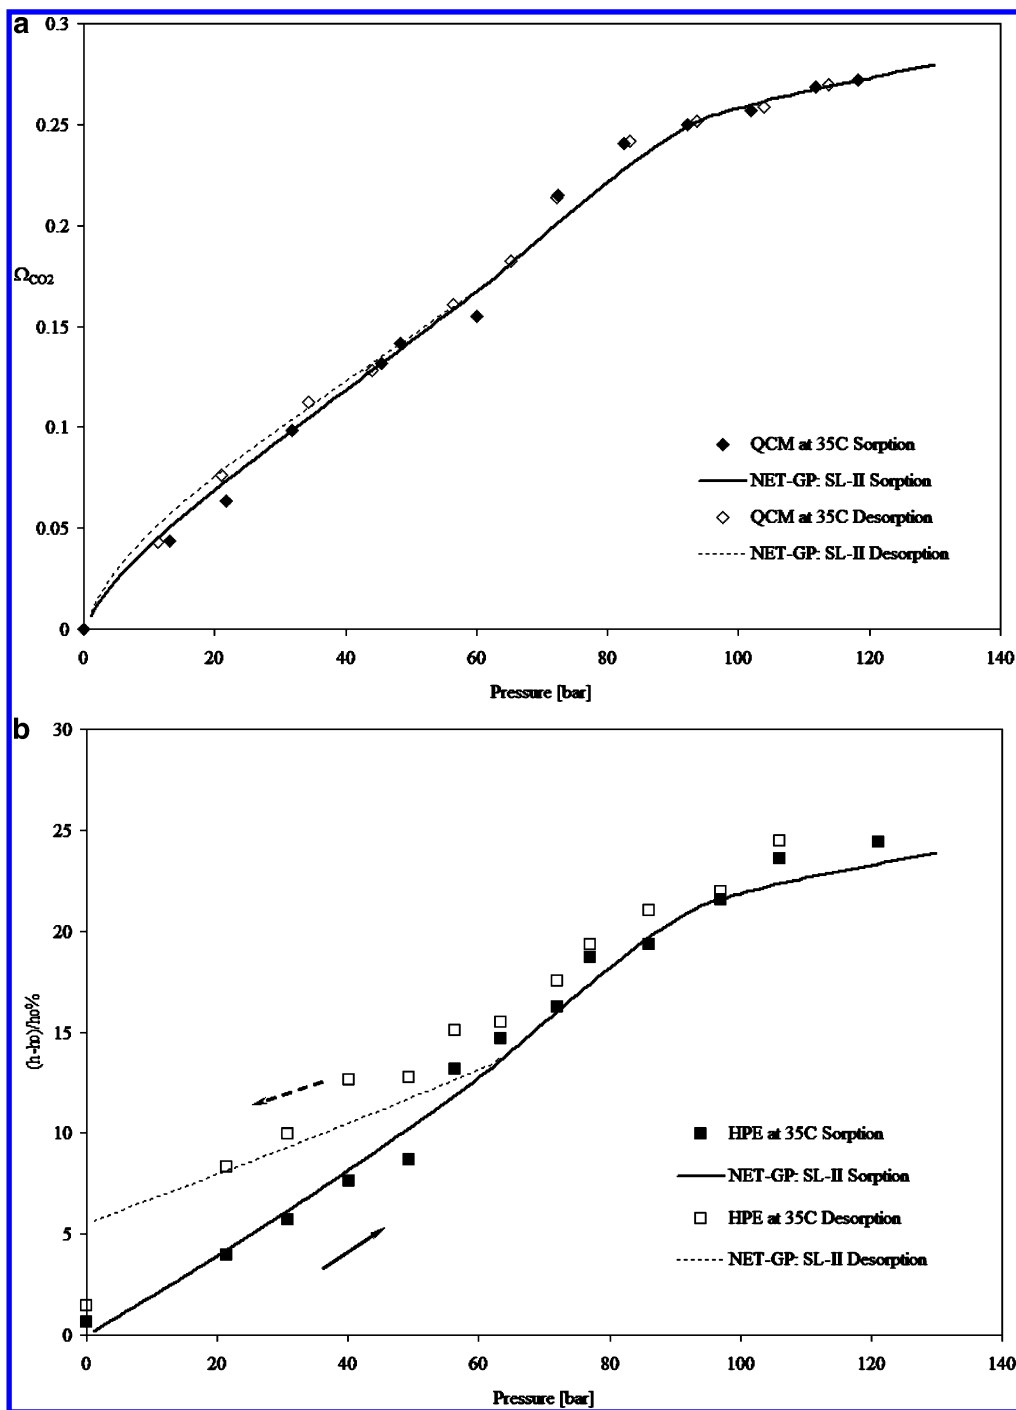 a
0.3
0.25
0.2
Ω_CO2
0.15
0.1
0.05
0
QCM at 35C Sorption
NET-GP: SL-II Sorption
QCM at 35C Desorption
NET-GP: SL-II Desorption
0 20 40 60 80 100 120 140
Pressure [bar]
b
30
25
20
15
10
5
0
(h-h0)/h0%
HPE at 35C Sorption
NET-GP: SL-II Sorption
HPE at 35C Desorption
NET-GP: SL-II Desorption
0 20 40 60 80 100 120 140
Pressure [bar]